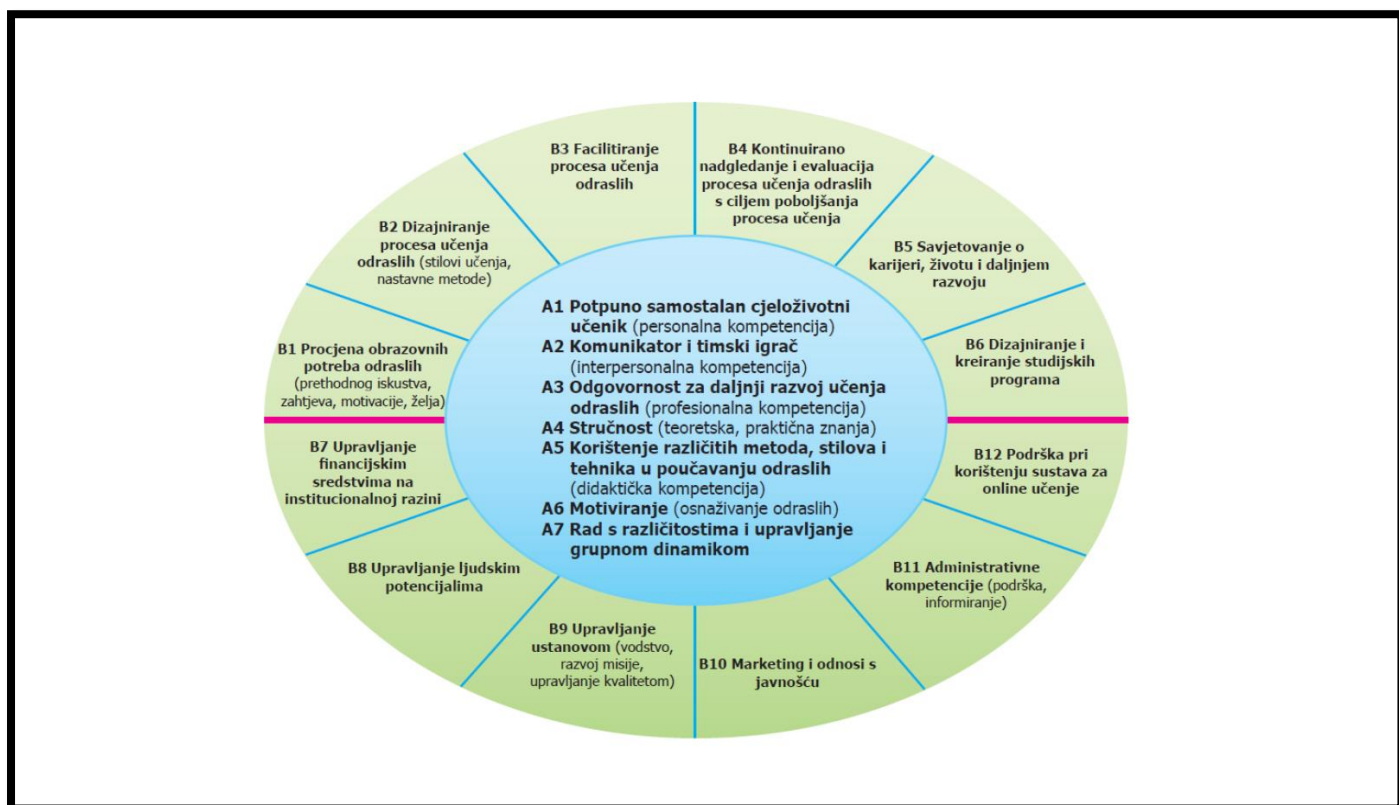 B3 Facilitiranje
procesa učenja
odraslih
B4 Kontinuirano
nadgledanje i evaluacija
procesa učenja odraslih
s ciljem poboljšanja
procesa učenja
B2 Dizajniranje
procesa učenja
odraslih (stilovi učenja,
nastavne metode)
B5 Savjetovanje o
karijeri, životu i daljnjem
razvoju
B1 Procjena obrazovnih
potreba odraslih
(prethodnog iskustva,
zahtjeva, motivacije, želja)
B6 Dizajniranje i
kreiranje studijskih
programa
A1 Potpuno samostalan cjeloživotni
učenik (personalna kompetencija)
A2 Komunikator i timski igrač
(interpersonalna kompetencija)
A3 Odgovornost za daljnji razvoj učenja
odraslih (profesionalna kompetencija)
A4 Stručnost (teoretska, praktična znanja)
A5 Korištenje različitih metoda, stilova i
tehnika u poučavanju odraslih
(didaktička kompetencija)
A6 Motiviranje (osnaživanje odraslih)
A7 Rad s različitostima i upravljanje
grupnom dinamikom
B7 Upravljanje
financijskim
sredstvima na
institucionalnoj razini
B12 Podrška pri
korištenju sustava za
online učenje
B8 Upravljanje ljudskim
potencijalima
B11 Administrativne
kompetencije (podrška,
informiranje)
B9 Upravljanje
ustanovom (vodstvo,
razvoj misije,
upravljanje kvalitetom)
B10 Marketing i odnosi s
javnošću